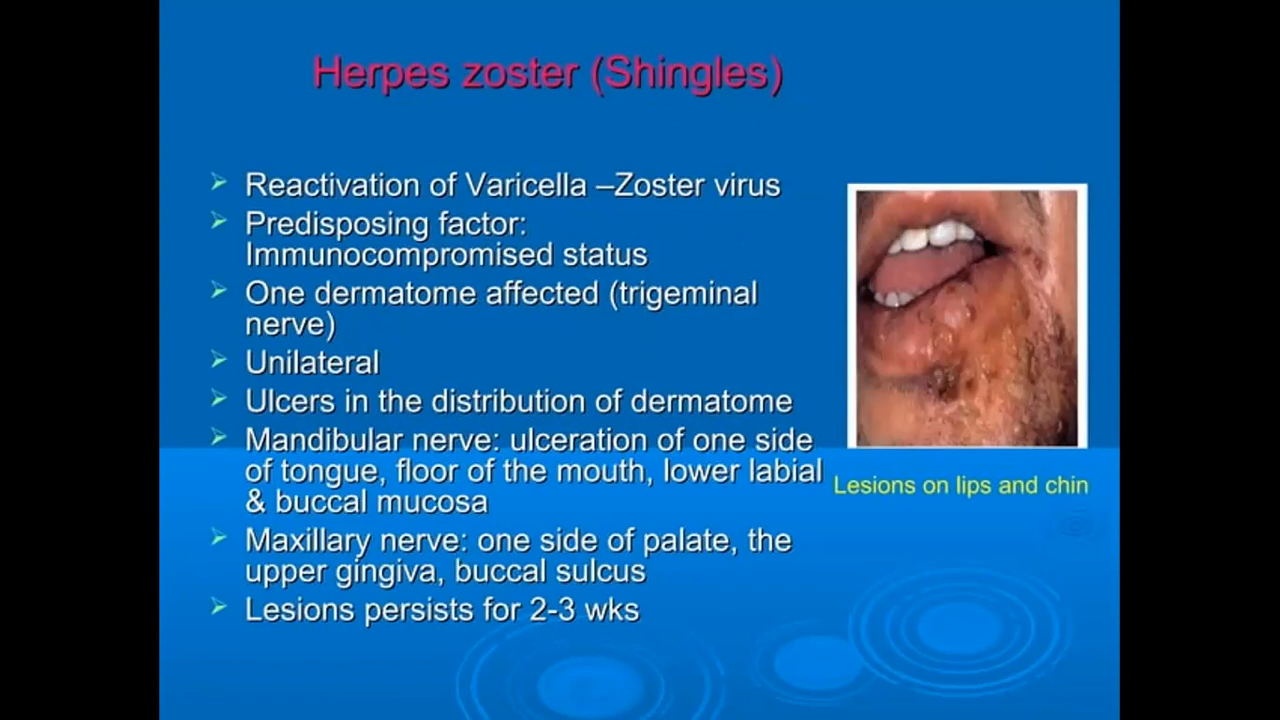 Herpes zoster (Shingles)
Reactivation of Varicella –Zoster virus
Predisposing factor:
Immunocompromised status
One dermatome affected (trigeminal
nerve)
Unilateral
Ulcers in the distribution of dermatome
Mandibular nerve: ulceration of one side
of tongue, floor of the mouth, lower labial
& buccal mucosa
Maxillary nerve: one side of palate, the
upper gingiva, buccal sulcus
Lesions persists for 2-3 wks
Lesions on lips and chin